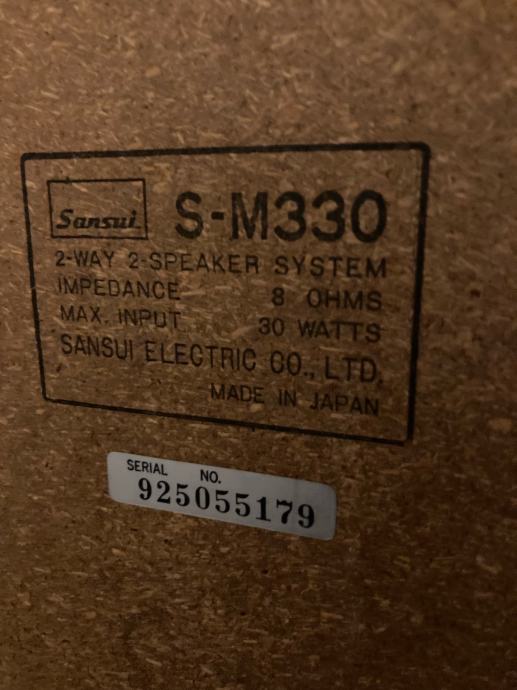 Sansui S-M330
2-WAY 2-SPEAKER SYSTEM
IMPEDANCE 8 OHMS
MAX. INPUT 30 WATTS
SANSUI ELECTRIC CO., LTD.
MADE IN JAPAN
SERIAL NO.
925055179